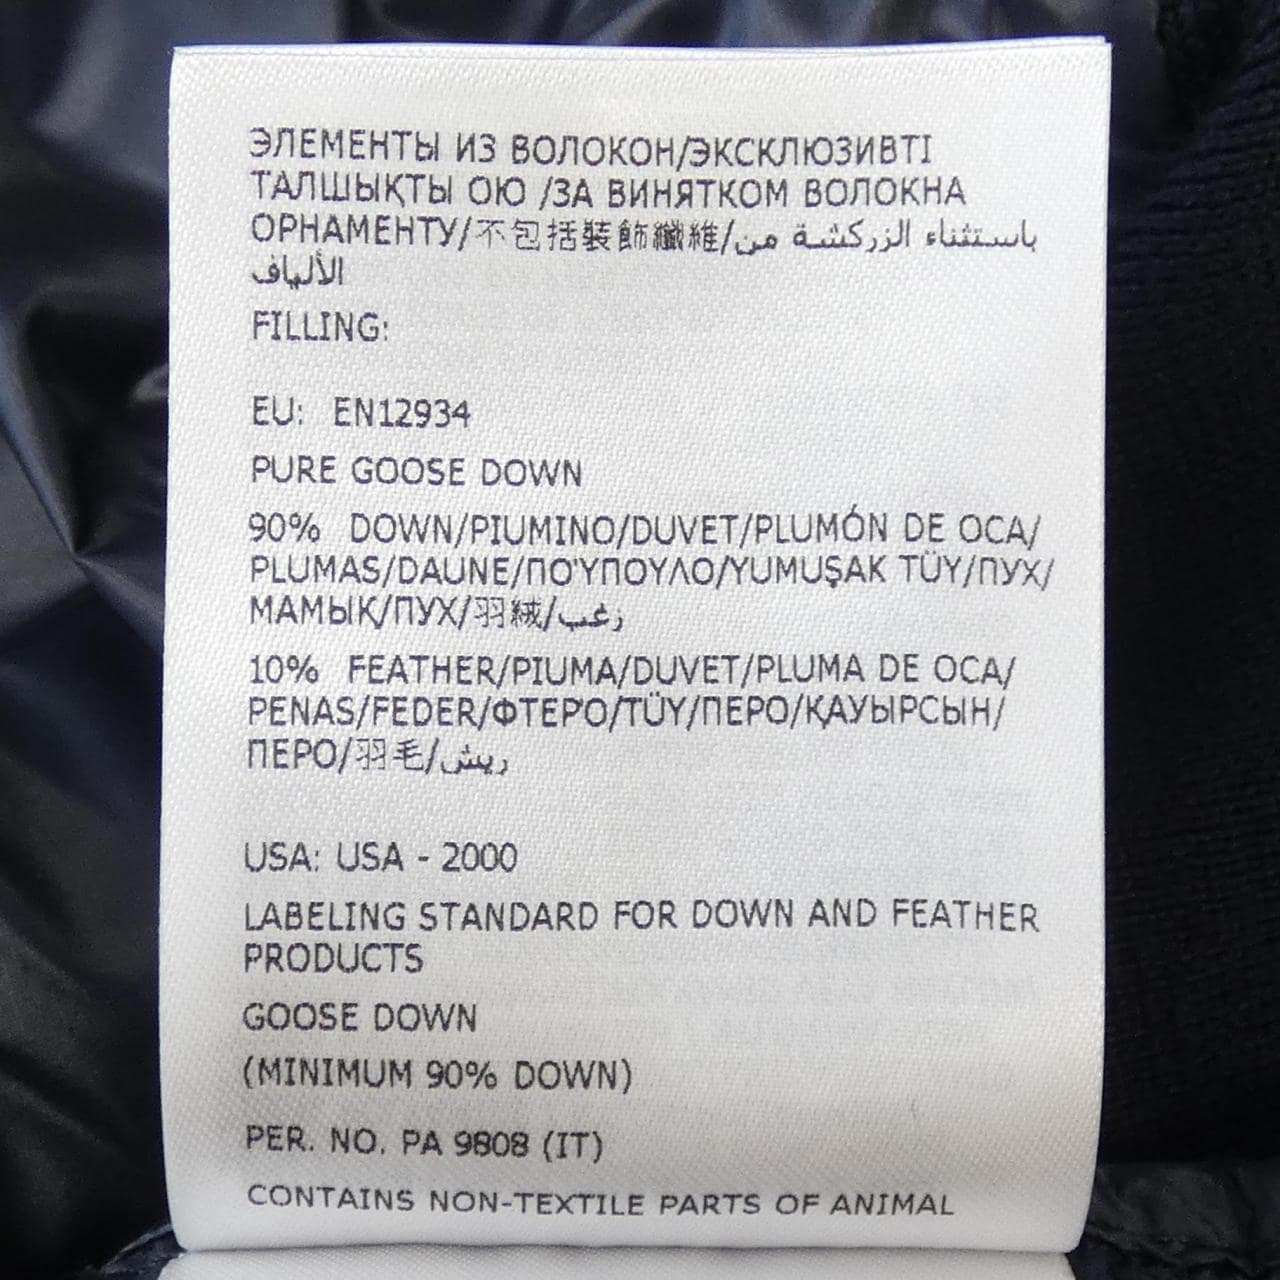 ЭЛЕМЕНТЫ ИЗ ВОЛОКОН/ЭКСКЛЮЗИВТІ
ТАЛШЫҚТЫ ОЮ /ЗА ВИНЯТКОМ ВОЛОКНА
ОРНАМЕНТУ/不包括裝飾纖維/باستثناء الزركشة من
الألياف
FILLING:
EU: EN12934
PURE GOOSE DOWN
90% DOWN/PIUMINO/DUVET/PLUMÓN DE OCA/
PLUMAS/DAUNE/ΠΟΎΠΟΥΛΟ/YUMUŞAK TÜY/ПУХ/
МАМЫҚ/ПУХ/羽絨/زغب
10% FEATHER/PIUMA/DUVET/PLUMA DE OCA/
PENAS/FEDER/ΦΤΕΡΌ/TÜY/ПЕРО/ҚАУЫРСЫН/
ПЕРО/羽毛/ريش
USA: USA - 2000
LABELING STANDARD FOR DOWN AND FEATHER
PRODUCTS
GOOSE DOWN
(MINIMUM 90% DOWN)
PER. NO. PA 9808 (IT)
CONTAINS NON-TEXTILE PARTS OF ANIMAL